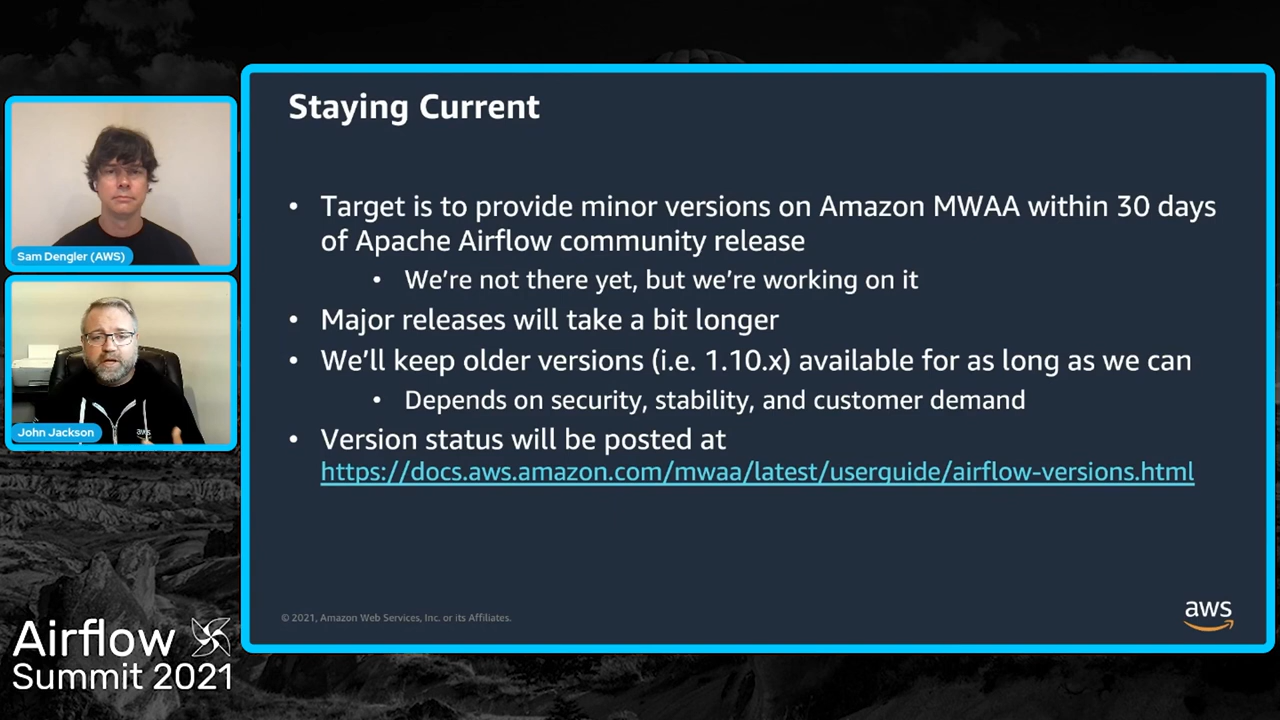 Staying Current
• Target is to provide minor versions on Amazon MWAA within 30 days
of Apache Airflow community release
• We're not there yet, but we're working on it
• Major releases will take a bit longer
• We'll keep older versions (i.e. 1.10.x) available for as long as we can
• Depends on security, stability, and customer demand
• Version status will be posted at
https://docs.aws.amazon.com/mwaa/latest/userguide/airflow-versions.html
© 2021, Amazon Web Services, Inc. or its Affiliates.
aws
Sam Dengler (AWS)
John Jackson
aws
Airflow
Summit 2021